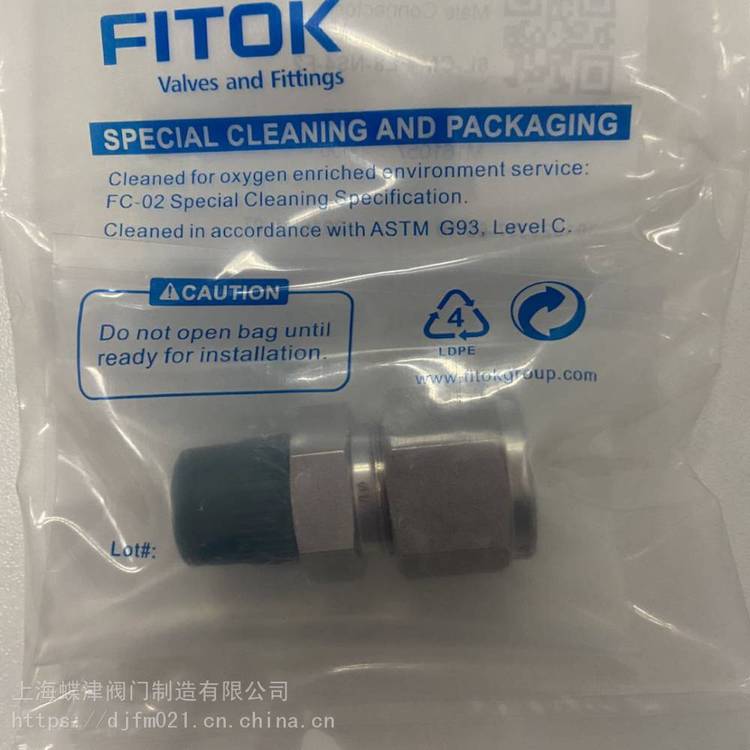 Male Connector
FITOK
Valves and Fittings
SPECIAL CLEANING AND PACKAGING
Cleaned for oxygen enriched environment service:
FC-02 Special Cleaning Specification.
Cleaned in accordance with ASTM G93, Level C.
CAUTION
Do not open bag until
ready for installation.
4
LDPE
www.fitokgroup.com
Lot#:
上海蝶津阀门制造有限公司
https://djfm021.cn.china.cn